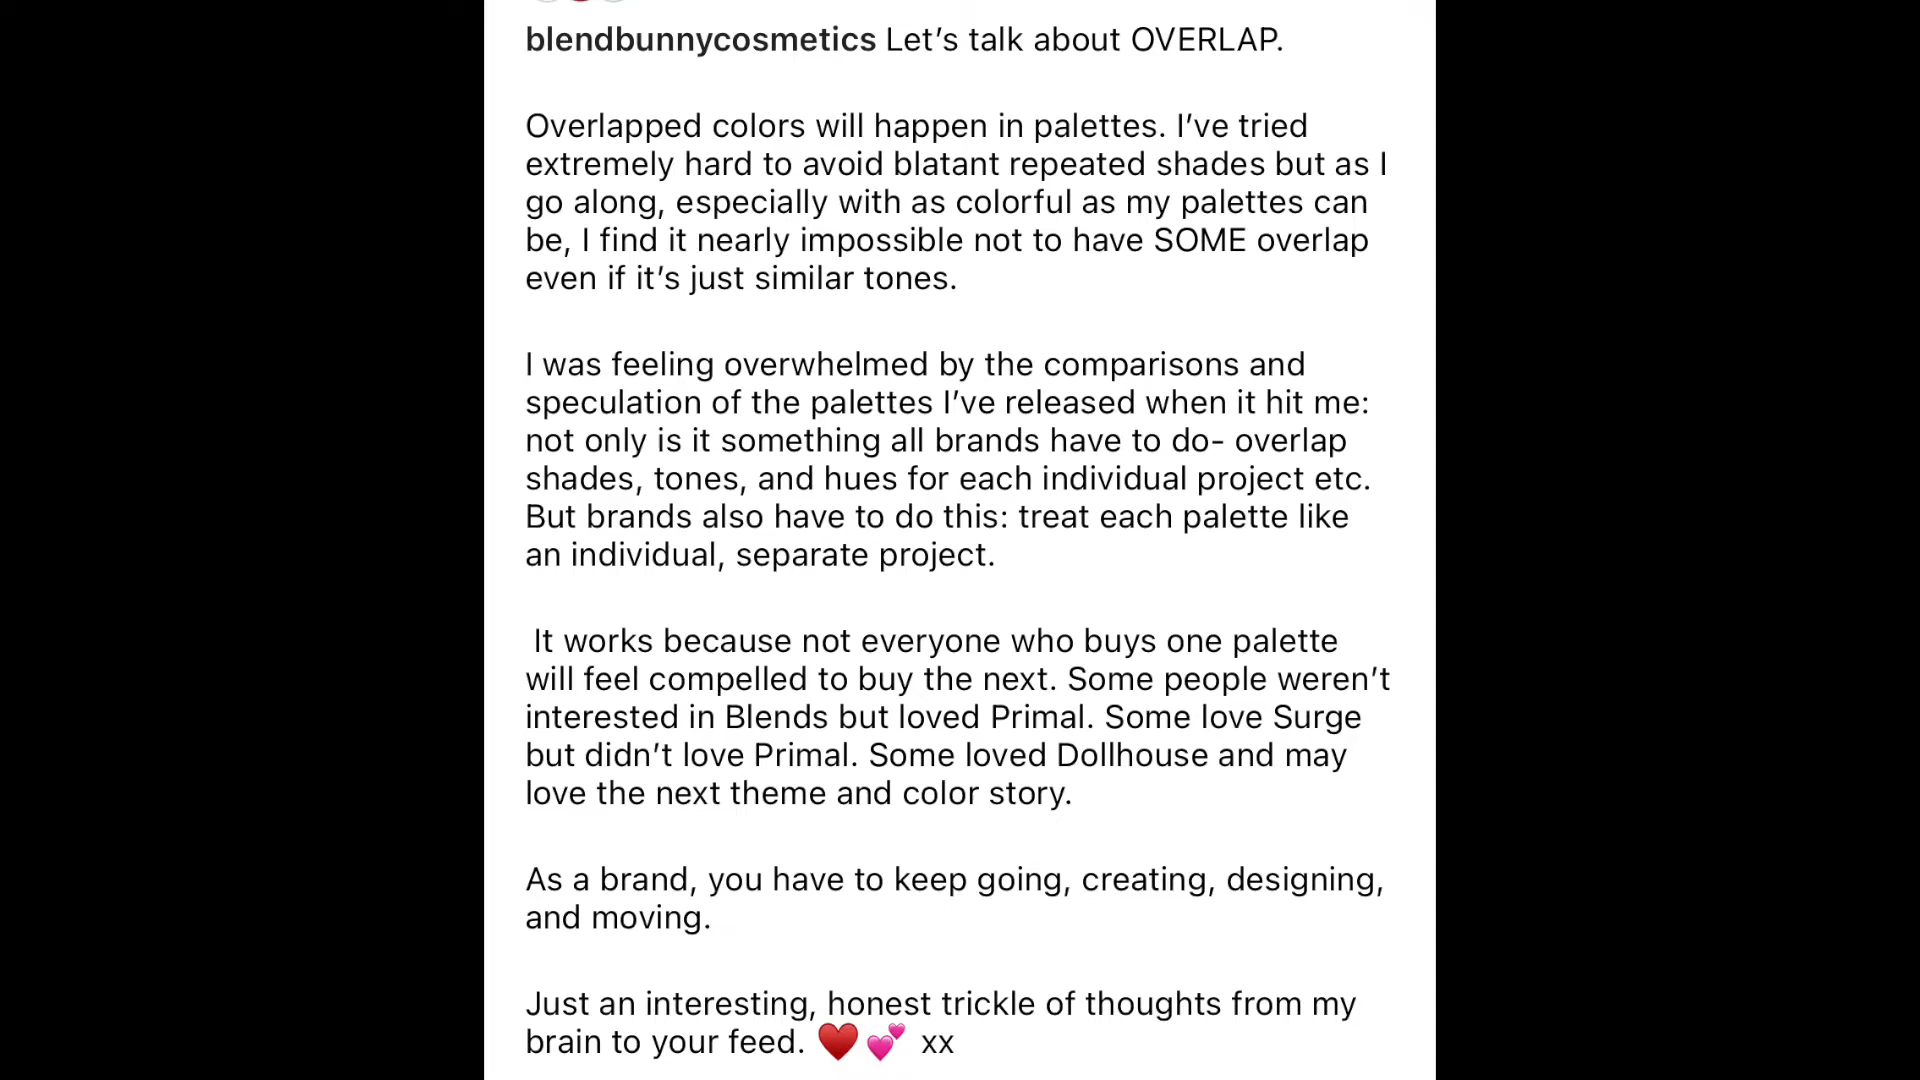 blendbunnycosmetics Let’s talk about OVERLAP.
Overlapped colors will happen in palettes. I’ve tried
extremely hard to avoid blatant repeated shades but as I
go along, especially with as colorful as my palettes can
be, I find it nearly impossible not to have SOME overlap
even if it’s just similar tones.
I was feeling overwhelmed by the comparisons and
speculation of the palettes I’ve released when it hit me:
not only is it something all brands have to do- overlap
shades, tones, and hues for each individual project etc.
But brands also have to do this: treat each palette like
an individual, separate project.
It works because not everyone who buys one palette
will feel compelled to buy the next. Some people weren’t
interested in Blends but loved Primal. Some love Surge
but didn’t love Primal. Some loved Dollhouse and may
love the next theme and color story.
As a brand, you have to keep going, creating, designing,
and moving.
Just an interesting, honest trickle of thoughts from my
brain to your feed. ❤️💕 xx